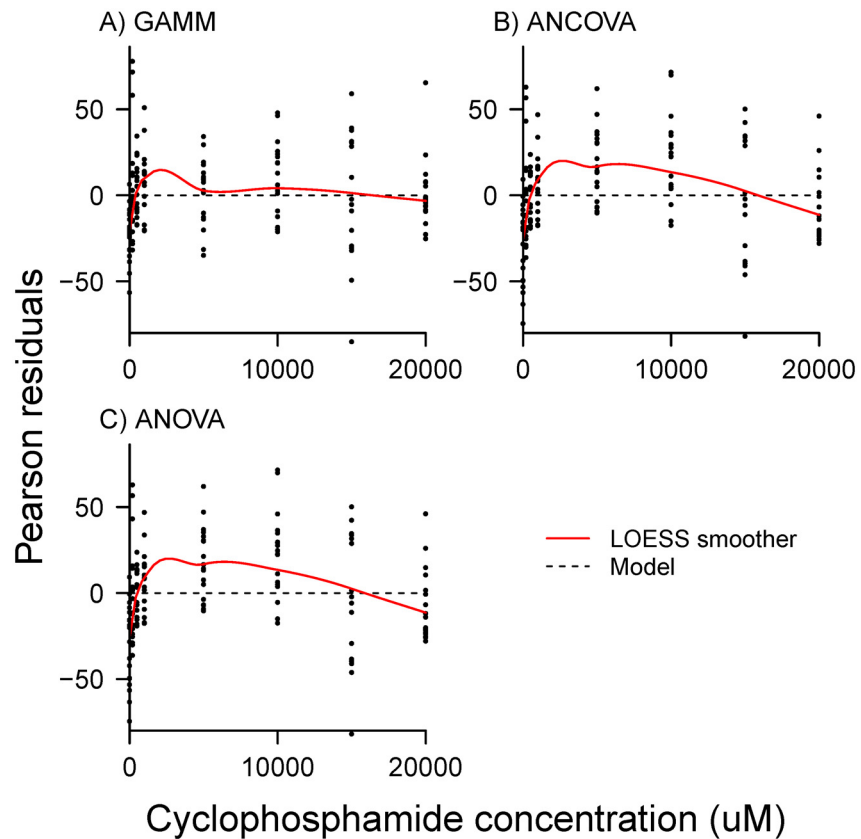 A) GAMM
B) ANCOVA
50
0
−50
0 10000 20000
50
0
−50
0 10000 20000
C) ANOVA
50
0
−50
0 10000 20000
LOESS smoother
Model
Pearson residuals
Cyclophosphamide concentration (uM)